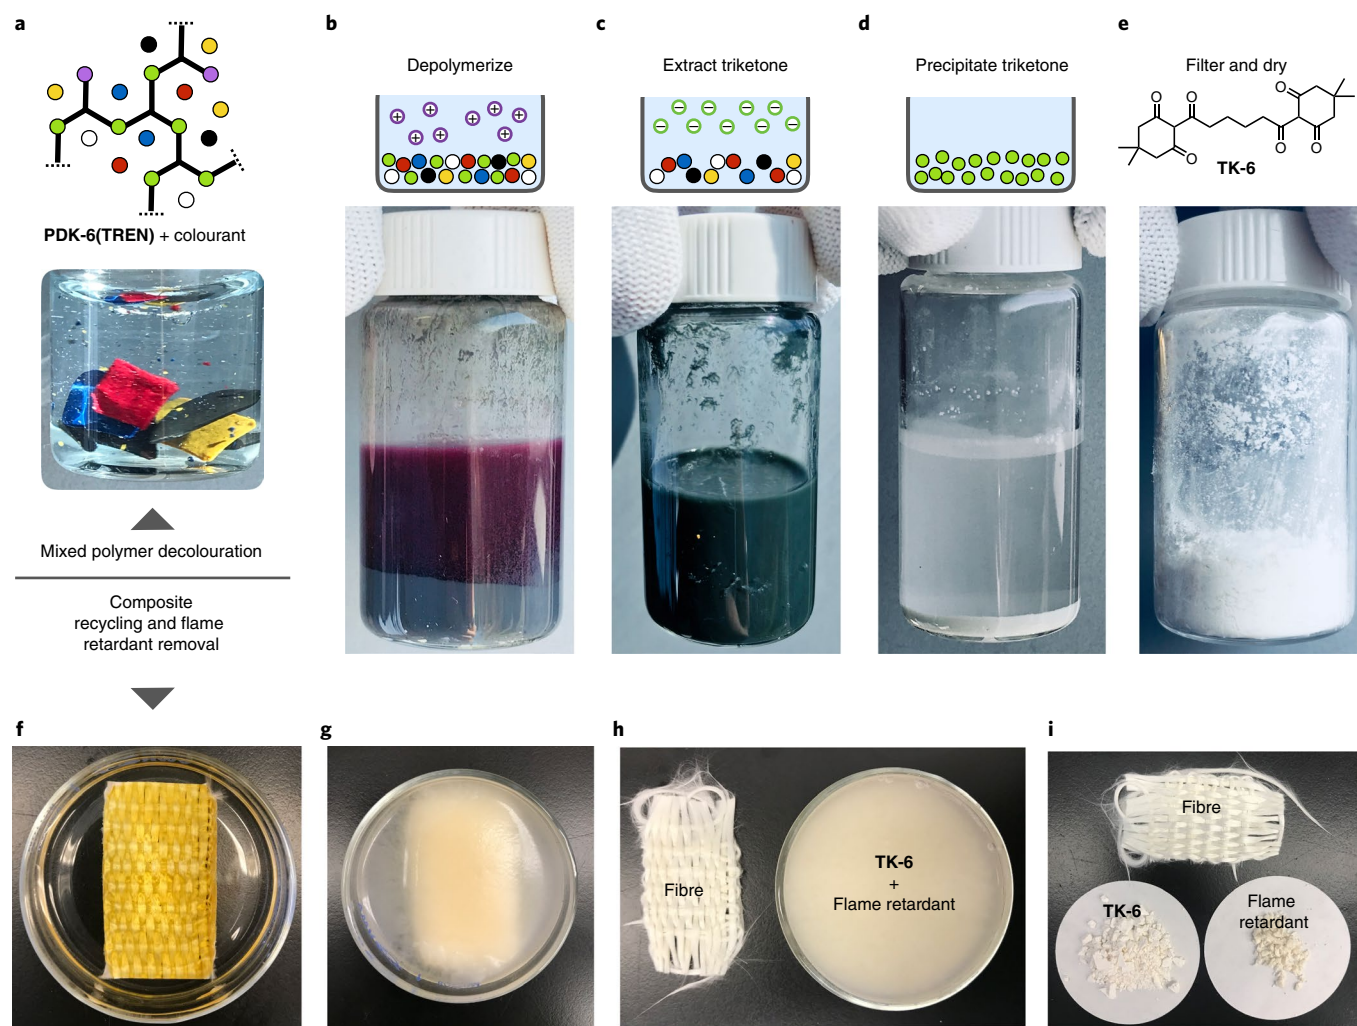 a
b
c
d
e
Depolymerize
Extract triketone
Precipitate triketone
Filter and dry
O
O
O
O
O
O
TK-6
PDK-6(TREN) + colourant
Mixed polymer decolouration
Composite
recycling and flame
retardant removal
f
g
h
i
Fibre
TK-6
+
Flame retardant
Fibre
TK-6
Flame
retardant